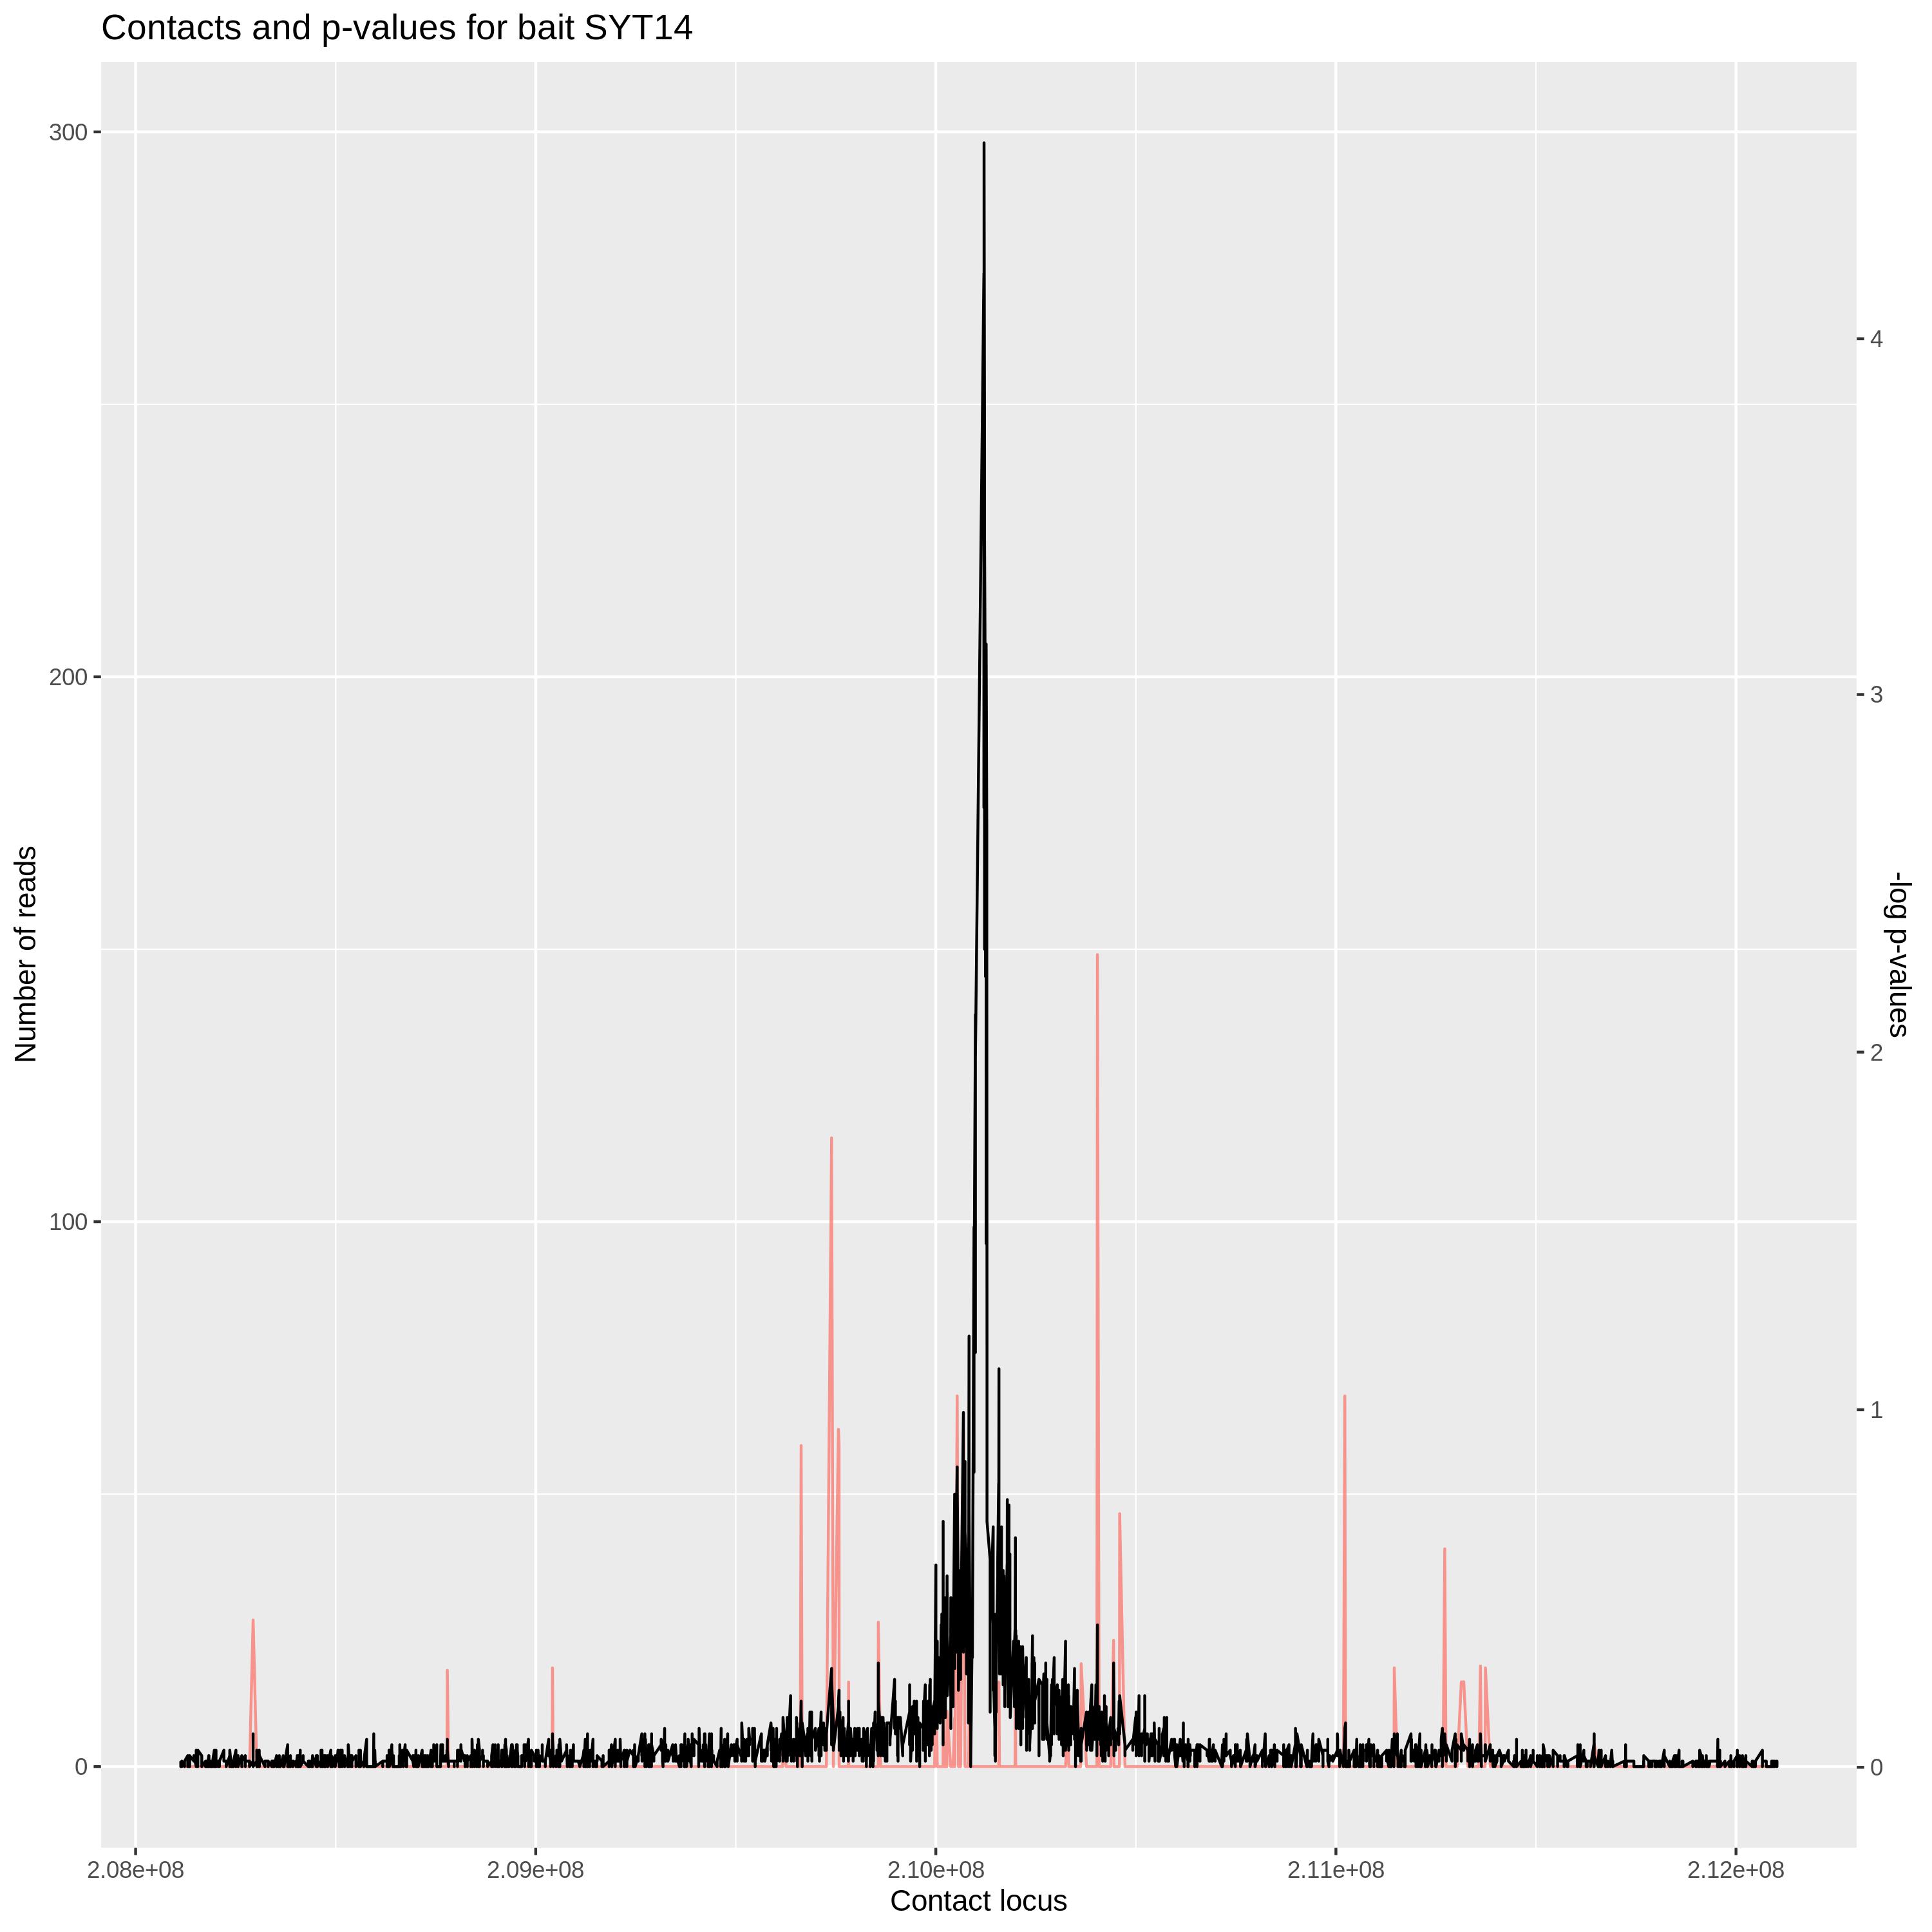 Contacts and p-values for bait SYT14
300
200
100
0
Number of reads
4
3
2
1
0
-log p-values
2.08e+08
2.09e+08
2.10e+08
2.11e+08
2.12e+08
Contact locus